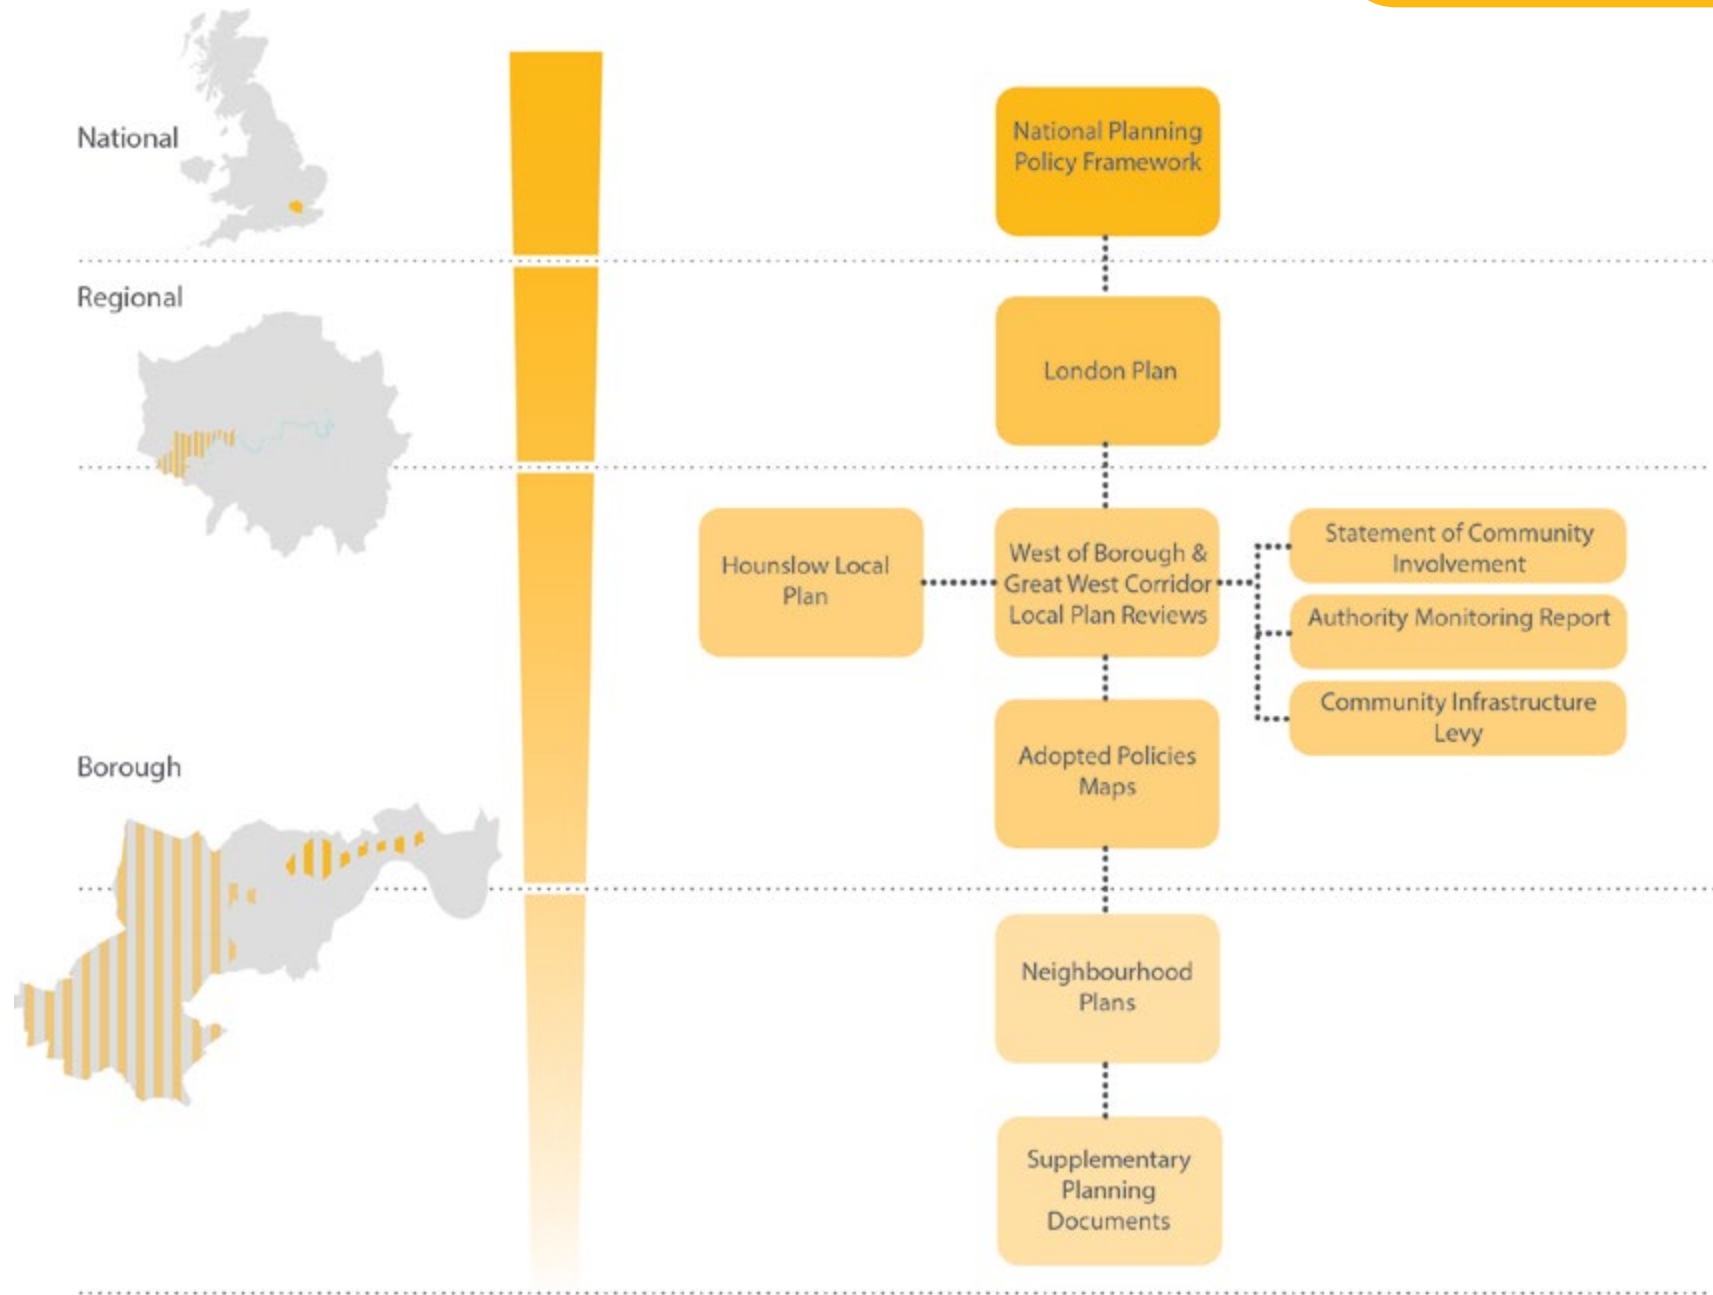 National
National Planning
Policy Framework
Regional
London Plan
Hounslow Local
Plan
West of Borough &
Great West Corridor
Local Plan Reviews
Statement of Community
Involvement
Authority Monitoring Report
Community Infrastructure
Levy
Borough
Adopted Policies
Maps
Neighbourhood
Plans
Supplementary
Planning
Documents